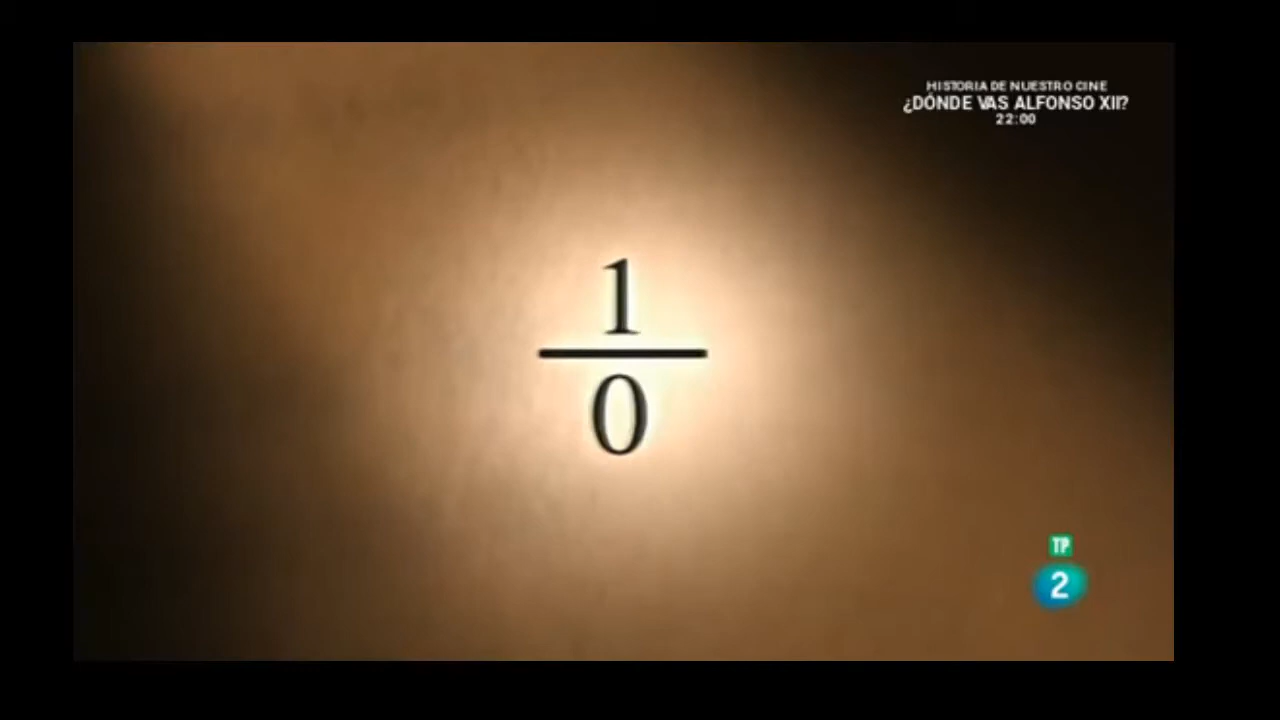 HISTORIA DE NUESTRO CINE
¿DÓNDE VAS ALFONSO XII?
22:00
1
0
TP
2